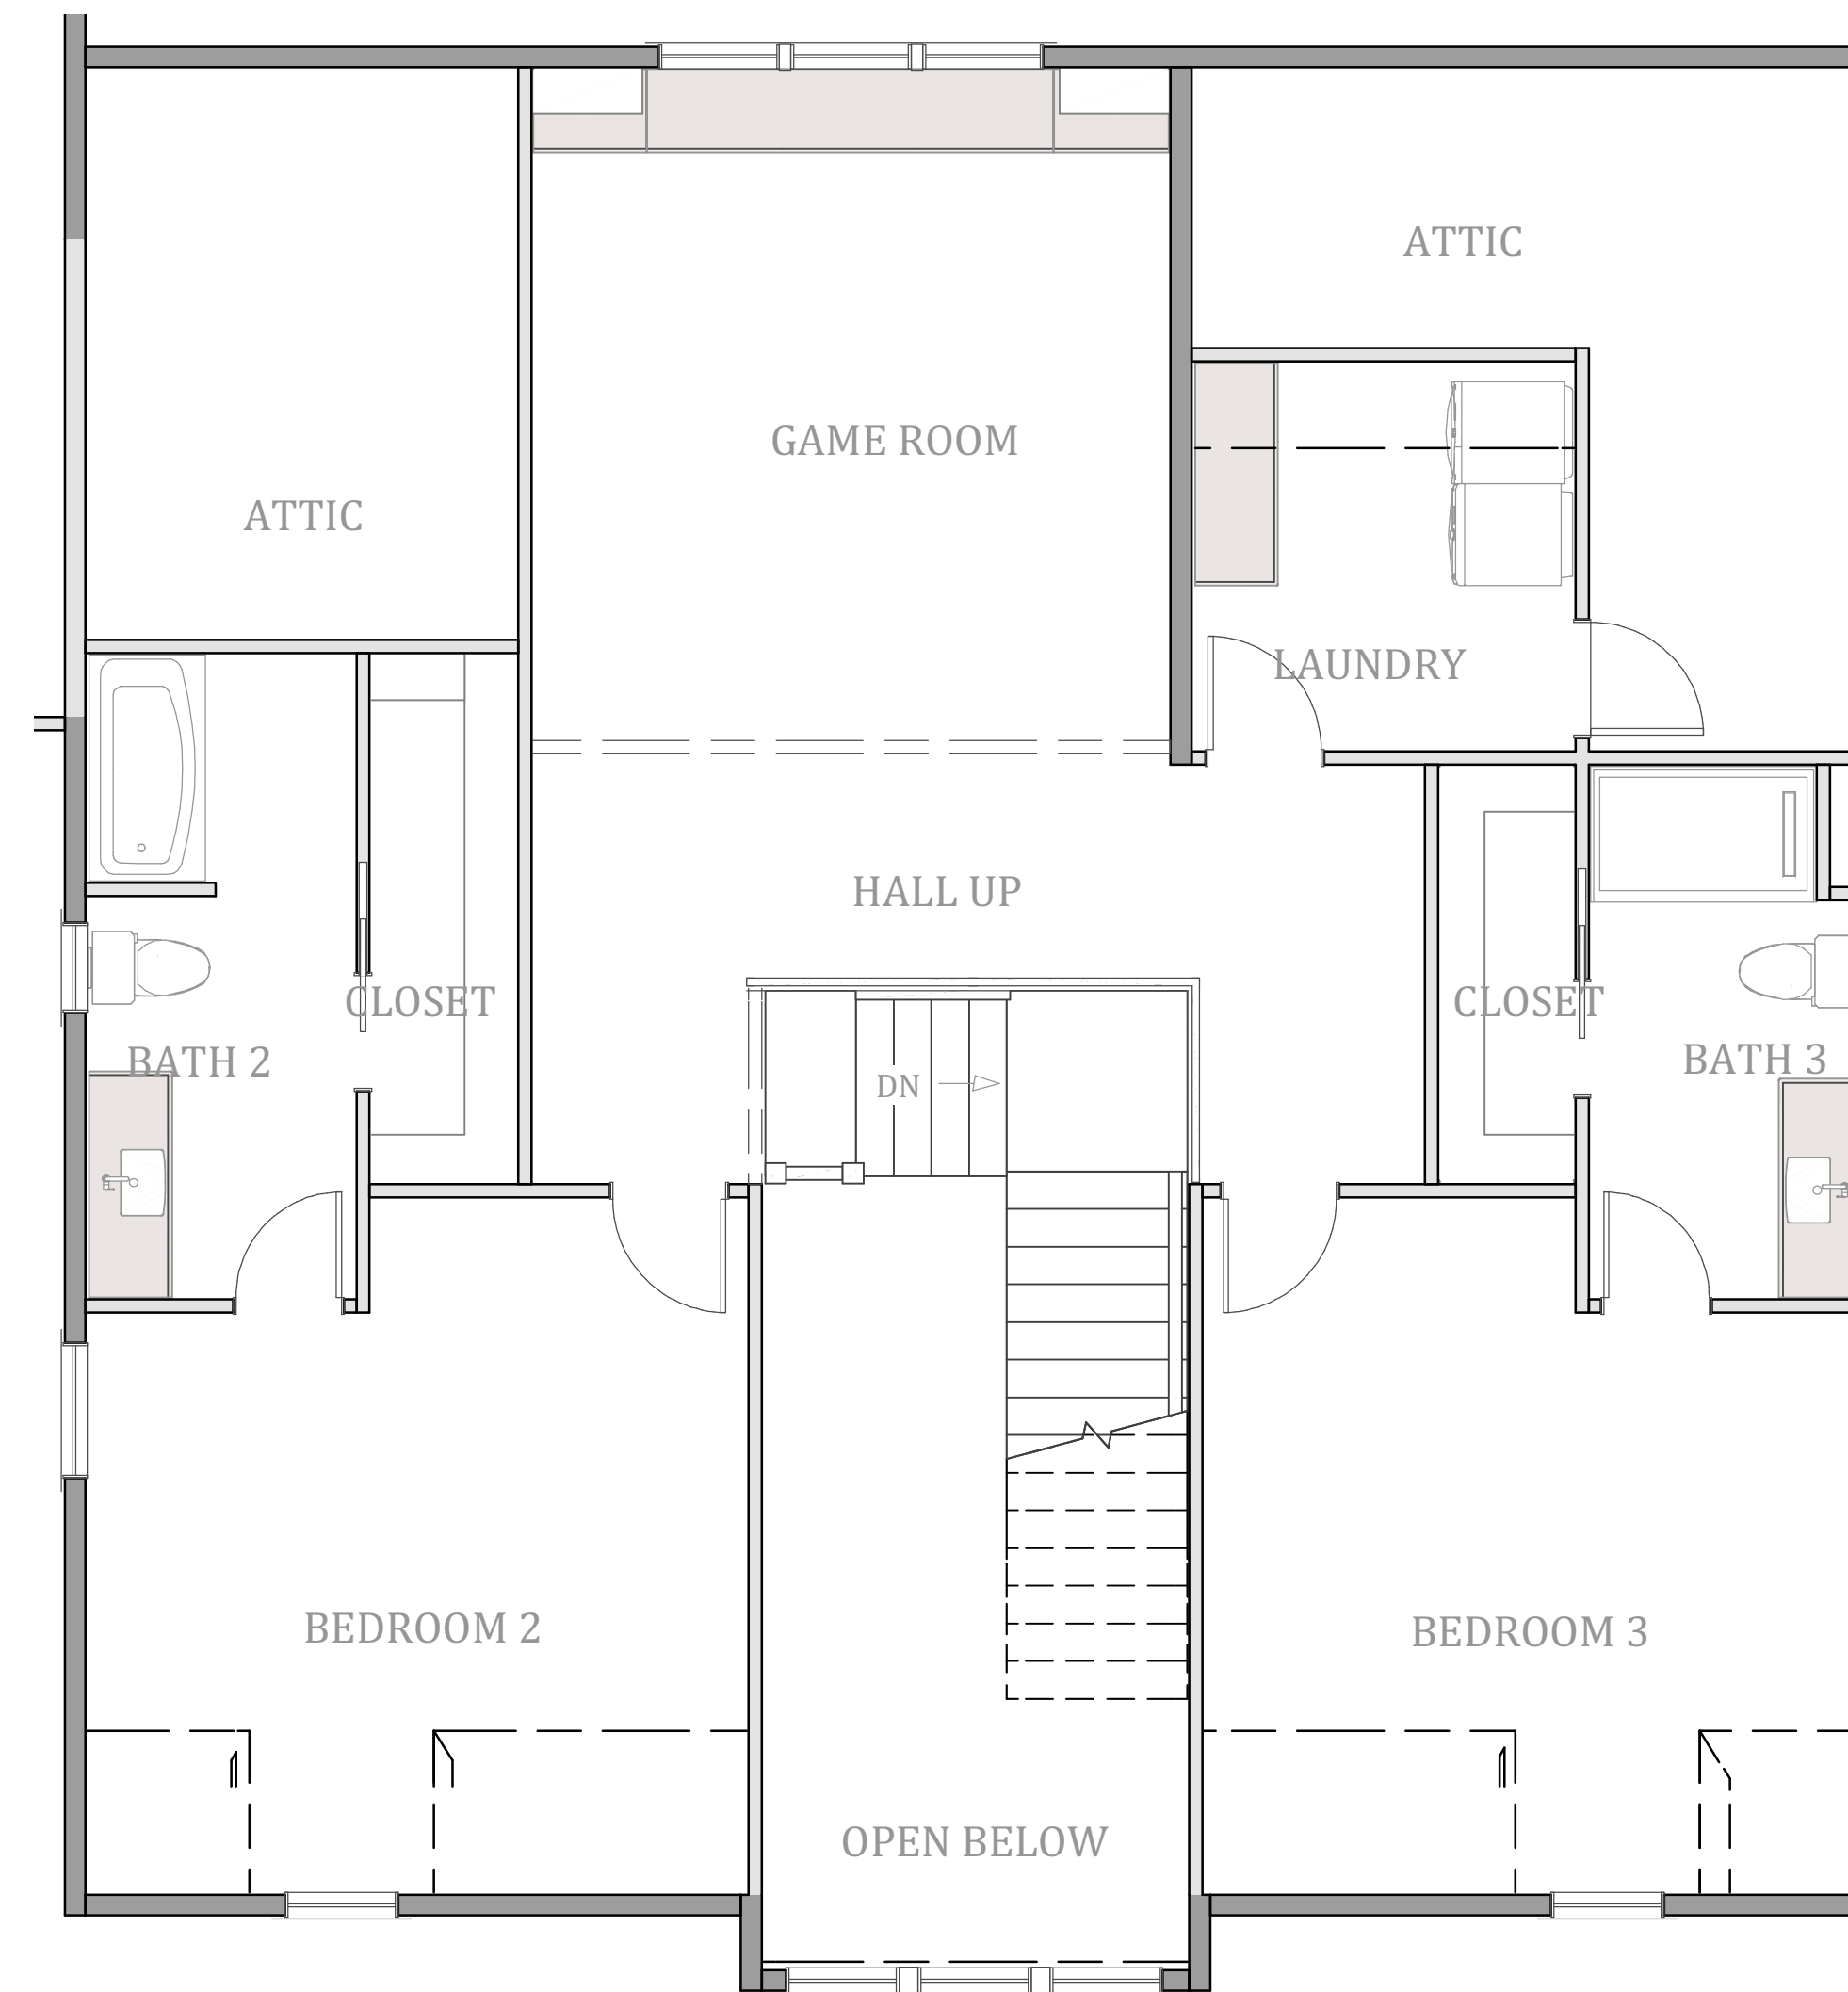 ATTIC
GAME ROOM
ATTIC
LAUNDRY
HALL UP
CLOSET
CLOSET
BATH 2
BATH 3
DN
BEDROOM 2
BEDROOM 3
OPEN BELOW